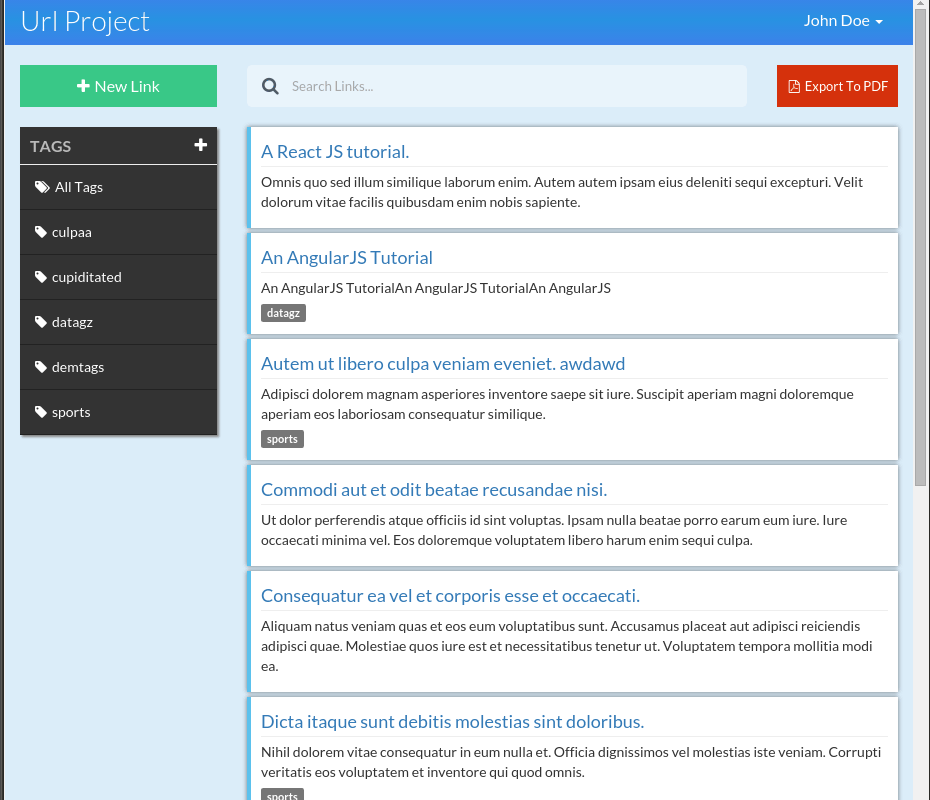 Url Project
John Doe
New Link
Search Links...
Export To PDF
TAGS
All Tags
culpaa
cupiditated
datagz
demtags
sports
A React JS tutorial.
Omnis quo sed illum similique laborum enim. Autem autem ipsam eius deleniti sequi excepturi. Velit
dolorum vitae facilis quibusdam enim nobis sapiente.
An AngularJS Tutorial
An AngularJS TutorialAn AngularJS TutorialAn AngularJS
datagz
Autem ut libero culpa veniam eveniet. awdawd
Adipisci dolorem magnam asperiores inventore saepe sit iure. Suscipit aperiam magni doloremque
aperiam eos laboriosam consequatur similique.
sports
Commodi aut et odit beatae recusandae nisi.
Ut dolor perferendis atque officiis id sint voluptas. Ipsam nulla beatae porro earum eum iure. Iure
occaecati minima vel. Eos doloremque voluptatem libero harum enim sequi culpa.
Consequatur ea vel et corporis esse et occaecati.
Aliquam natus veniam quas et eos eum voluptatibus sunt. Accusamus placeat aut adipisci reiciendis
adipisci quae. Molestiae quos iure est et necessitatibus tenetur ut. Voluptatem tempora mollitia modi
ea.
Dicta itaque sunt debitis molestias sint doloribus.
Nihil dolorem vitae consequatur in eum nulla et. Officia dignissimos vel molestias iste veniam. Corrupti
veritatis eos voluptatem et inventore qui quod omnis.
sports